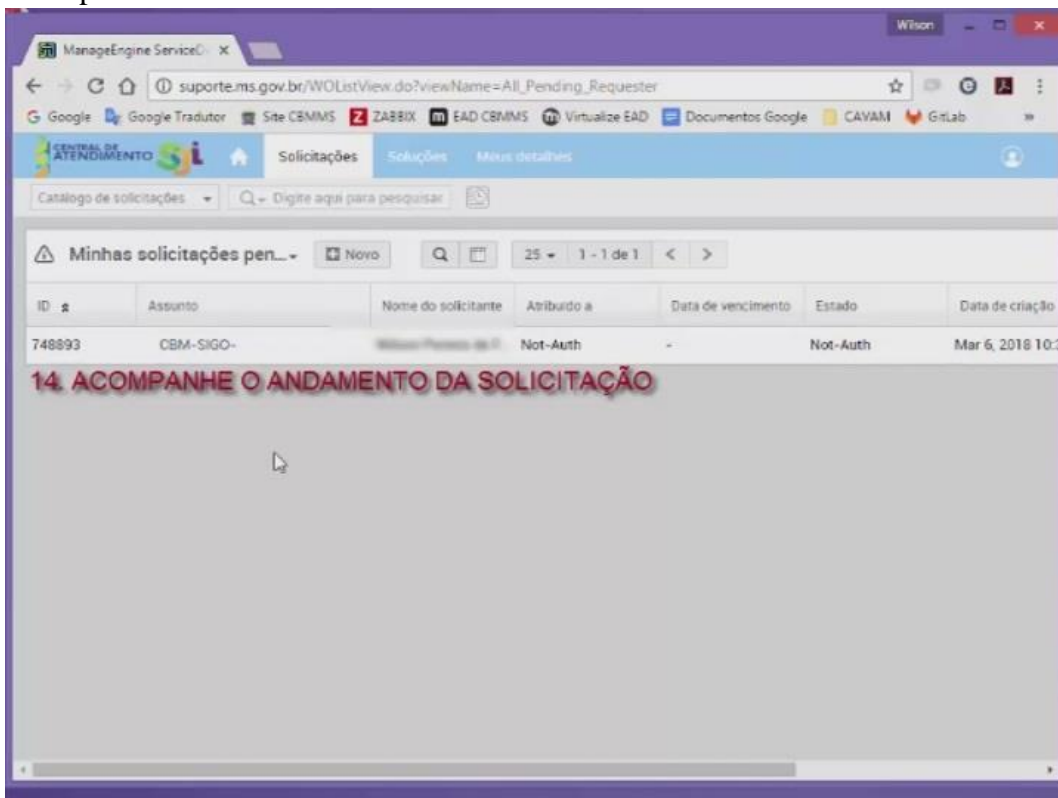 Wilson
ManageEngine ServiceD
suporte.ms.gov.br/WOListView.do?viewName=All_Pending_Requester
Google Google Tradutor Site CBMMS ZABBIX EAD CBMMS Virtualize EAD Documentos Google CAVAM GitLab »
CENTRAL DE
ATENDIMENTO SJi Solicitações Soluções Meus detalhes
Catálogo de solicitações Digite aqui para pesquisar
Minhas solicitações pen... Novo 25 1 - 1 de 1 < >
ID Assunto Nome do solicitante Atribuído a Data de vencimento Estado Data de criação
748893 CBM-SIGO- Not-Auth - Not-Auth Mar 6, 2018 10:
14. ACOMPANHE O ANDAMENTO DA SOLICITAÇÃO